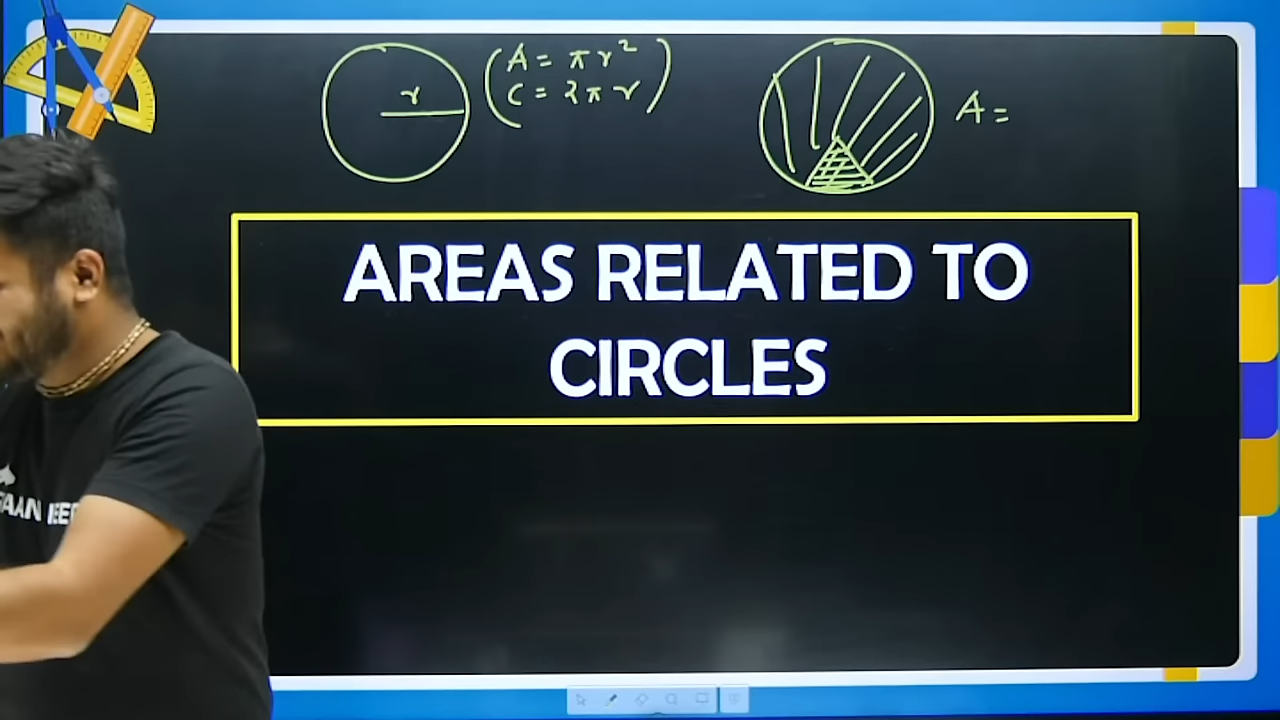 r
(A = πr²
C = 2πr)
A =
AREAS RELATED TO
CIRCLES